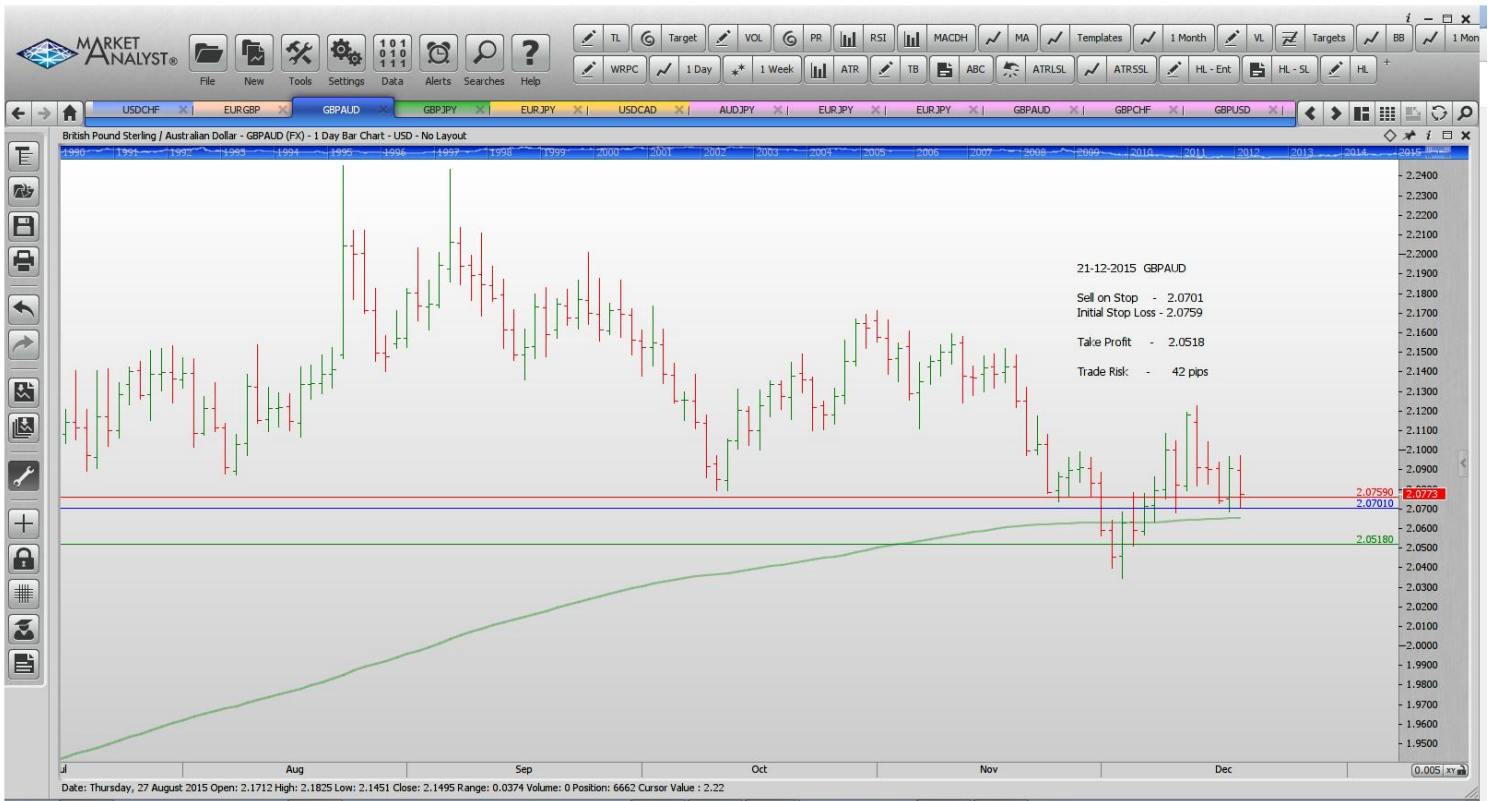 i
MARKET ANALYST®
File New Tools Settings Data Alerts Searches Help
TL Target VOL PR RSI MACDH MA Templates 1 Month VL Targets BB 1 Mon
WRPC 1 Day 1 Week ATR TB ABC ATRLSL ATRSSL HL - Ent HL - SL HL +
USDCHF EURGBP GBPAUD GBPJPY EURJPY USDCAD AUDJPY EURJPY EURJPY GBPAUD GBPCHF GBPUSD
British Pound Sterling / Australian Dollar - GBPAUD (FX) - 1 Day Bar Chart - USD - No Layout
1990 1991 1992 1993 1994 1995 1996 1997 1998 1999 2000 2001 2002 2003 2004 2005 2006 2007 2008 2009 2010 2011 2012 2013 2014 2015
2.2400
2.2300
2.2200
2.2100
2.2000
2.1900
2.1800
2.1700
2.1600
2.1500
2.1400
2.1300
2.1200
2.1100
2.1000
2.0900
2.0773
2.0700
2.0600
2.0500
2.0400
2.0300
2.0200
2.0100
2.0000
1.9900
1.9800
1.9700
1.9600
1.9500
21-12-2015 GBPAUD
Sell on Stop - 2.0701
Initial Stop Loss - 2.0759
Take Profit - 2.0518
Trade Risk - 42 pips
2.07590
2.07010
2.05180
ul Aug Sep Oct Nov Dec
0.005 XY
Date: Thursday, 27 August 2015 Open: 2.1712 High: 2.1825 Low: 2.1451 Close: 2.1495 Range: 0.0374 Volume: 0 Position: 6662 Cursor Value : 2.22